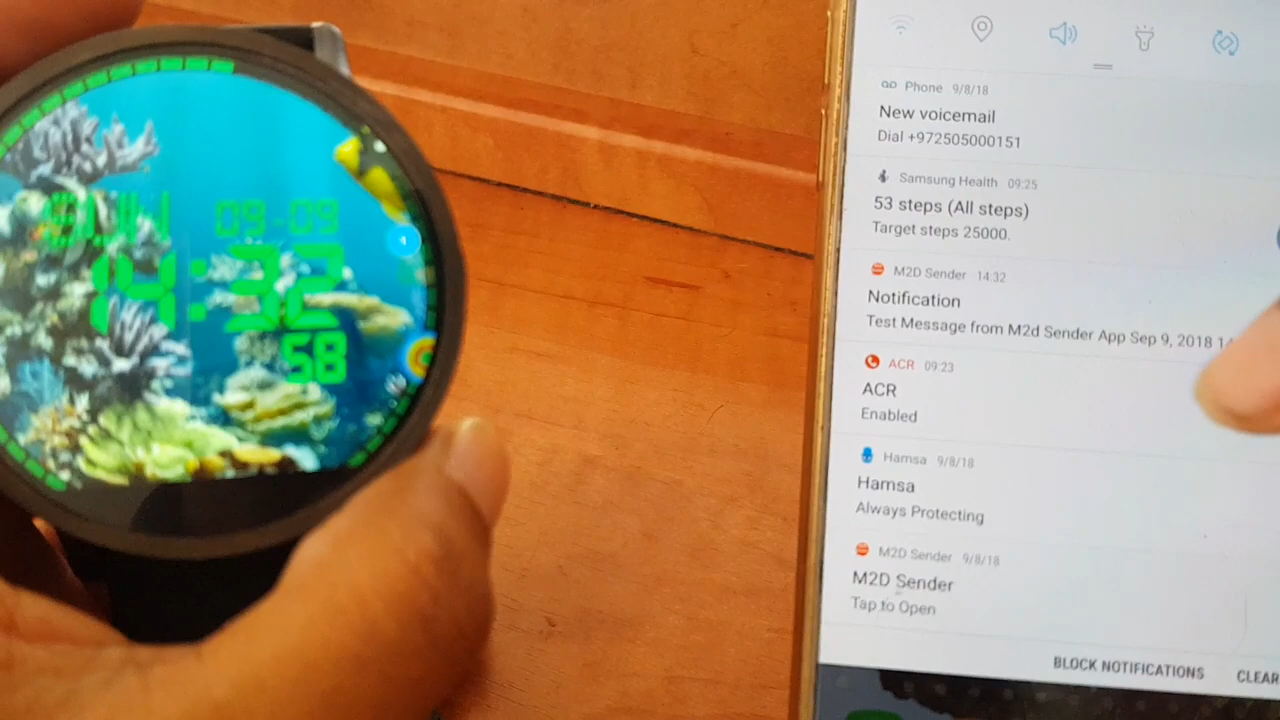 SUN 09-09
14:32
58
Phone 9/8/18
New voicemail
Dial +972505000151
Samsung Health 09:25
53 steps (All steps)
Target steps 25000.
M2D Sender 14:32
Notification
Test Message from M2d Sender App Sep 9, 2018 14
ACR 09:23
ACR
Enabled
Hamsa 9/8/18
Hamsa
Always Protecting
M2D Sender 9/8/18
M2D Sender
Tap to Open
BLOCK NOTIFICATIONS CLEAR